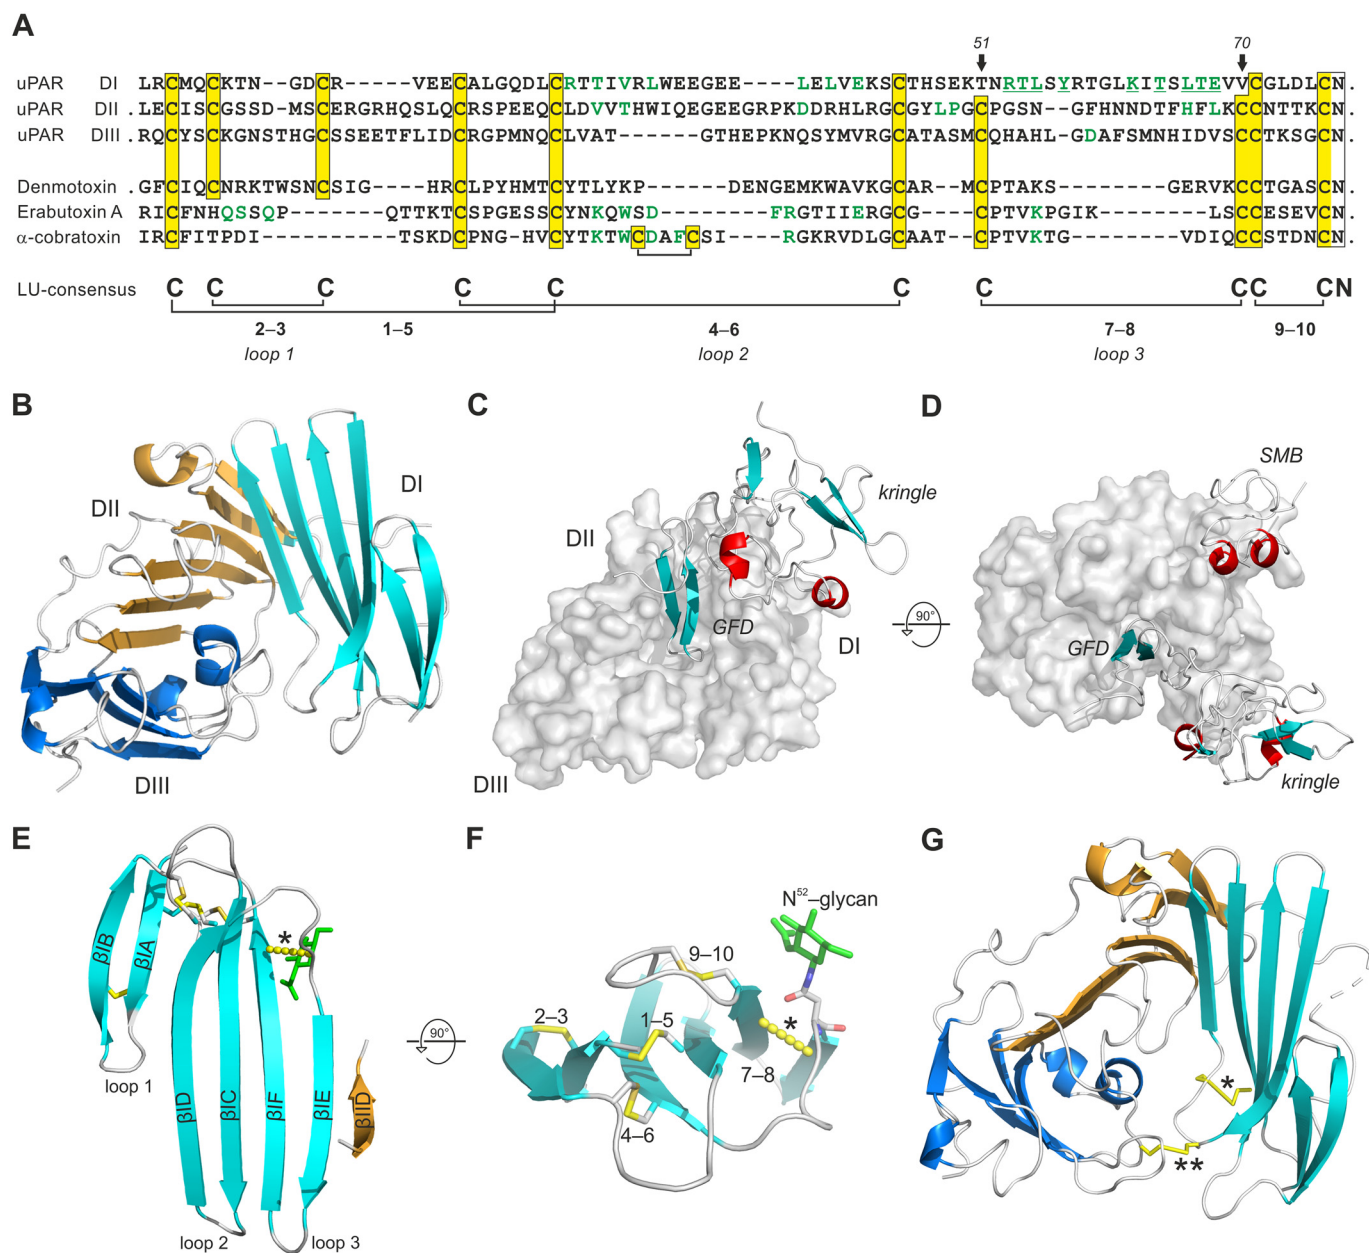 A
51 70
uPAR DI LRCMQCKTN--GDCR-----VEECALGQDLCRTTIVRLWEEGEE----LELVEKSCTHSEKTNRTLSYRTGLKITSLTEVVCGLDLCN
uPAR DII . LECISCGSSD-MSCERGRHQSLQCRSPEEQCLDVVTHWIQEGEEGRPKDDRHLRGCGYLPGCPGSN---GFHNNDTFHFLKCCNTTKCN .
uPAR DIII . RQCYSCKGNSTHGCSSEETFLIDCRGPMNQCLVAT------GTHEPKNQSYMVRGCATASMCQHAHL--GDAFSMNHIDVSCCTKSGCN .
Denmotoxin . GFCIQCNRKTWSNCSIG----HRCLPYHMTCYTLYKP------DENGEMKWAVKGCAR--MCPTAKS-------GERVKCCTGASCN .
Erabutoxin A RICFNHQSSQP-------QTTKTCSPGESSCYNKQWSD--------FRGTIIERGCG----CPTVKPGIK--------LSCCESEVCN .
α-cobratoxin IRCFITPDI----------TSKDCPNG-HVCYTKTWCDAFCSI----RGKRVDLGCAAT--CPTVKTG--------VDIQCCSTDNCN .
LU-consensus C C C C C C C CC CN
2–3 1–5 4–6 7–8 9–10
loop 1 loop 2 loop 3
B
DII
DI
DIII
C
kringle
DII
GFD
DI
DIII
90°
D
SMB
GFD
kringle
E
βIB
βIA
*
βID
βIC
βIF
βIE
βIID
loop 1
loop 2
loop 3
90°
F
N52–glycan
9–10
2–3
1–5
*
7–8
4–6
G
*
**